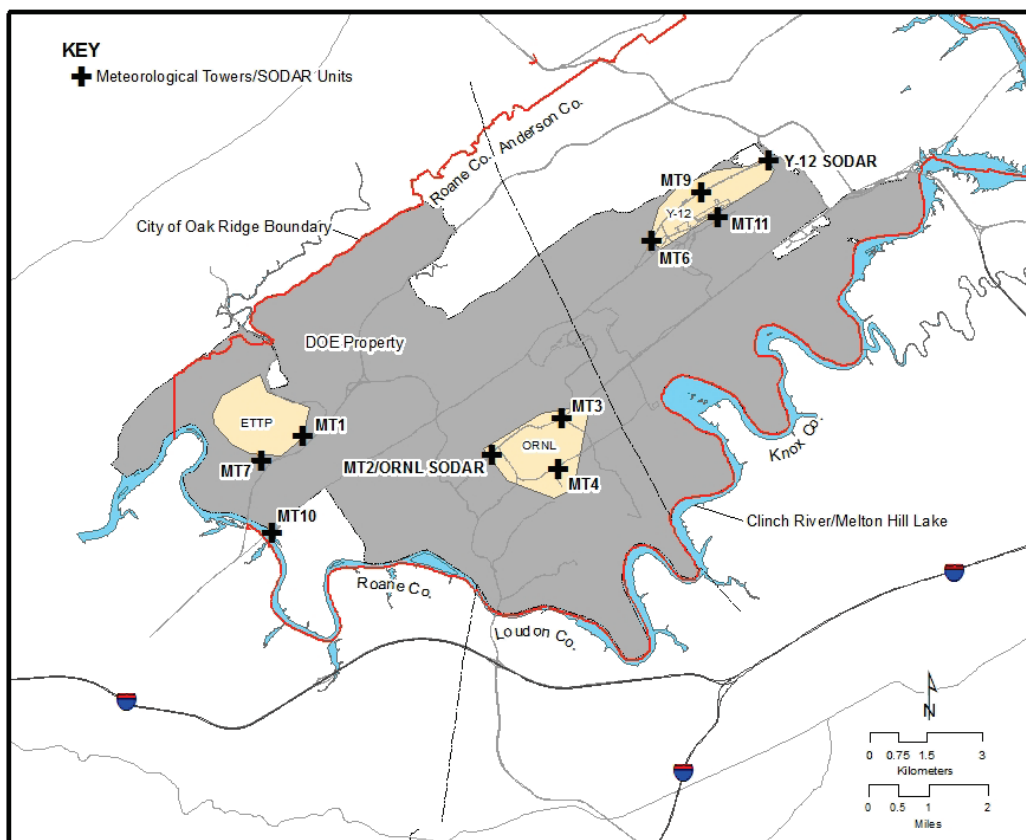 KEY
Meteorological Towers/SODAR Units
Roane Co.
Anderson Co.
City of Oak Ridge Boundary
Y-12 SODAR
MT9
Y-12
MT11
MT6
DOE Property
ETTP
MT1
MT7
MT3
ORNL
MT2/ORNL SODAR
MT4
Knox Co.
MT10
Clinch River/Melton Hill Lake
Roane Co.
Loudon Co.
N
0 0.75 1.5 3
Kilometers
0 0.5 1 2
Miles